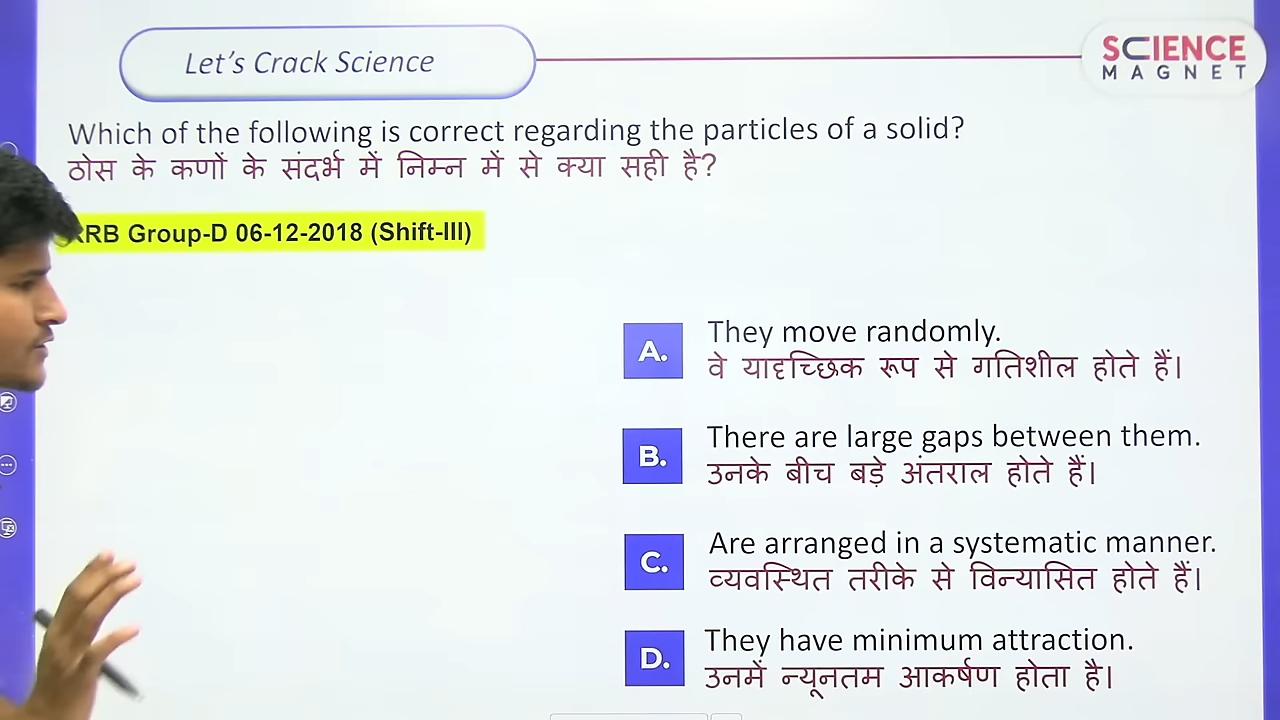 Let's Crack Science
SCIENCE
MAGNET
Which of the following is correct regarding the particles of a solid?
ठोस के कणों के संदर्भ में निम्न में से क्या सही है?
RRB Group-D 06-12-2018 (Shift-III)
A. They move randomly.
वे यादृच्छिक रूप से गतिशील होते हैं।
B. There are large gaps between them.
उनके बीच बड़े अंतराल होते हैं।
C. Are arranged in a systematic manner.
व्यवस्थित तरीके से विन्यासित होते हैं।
D. They have minimum attraction.
उनमें न्यूनतम आकर्षण होता है।